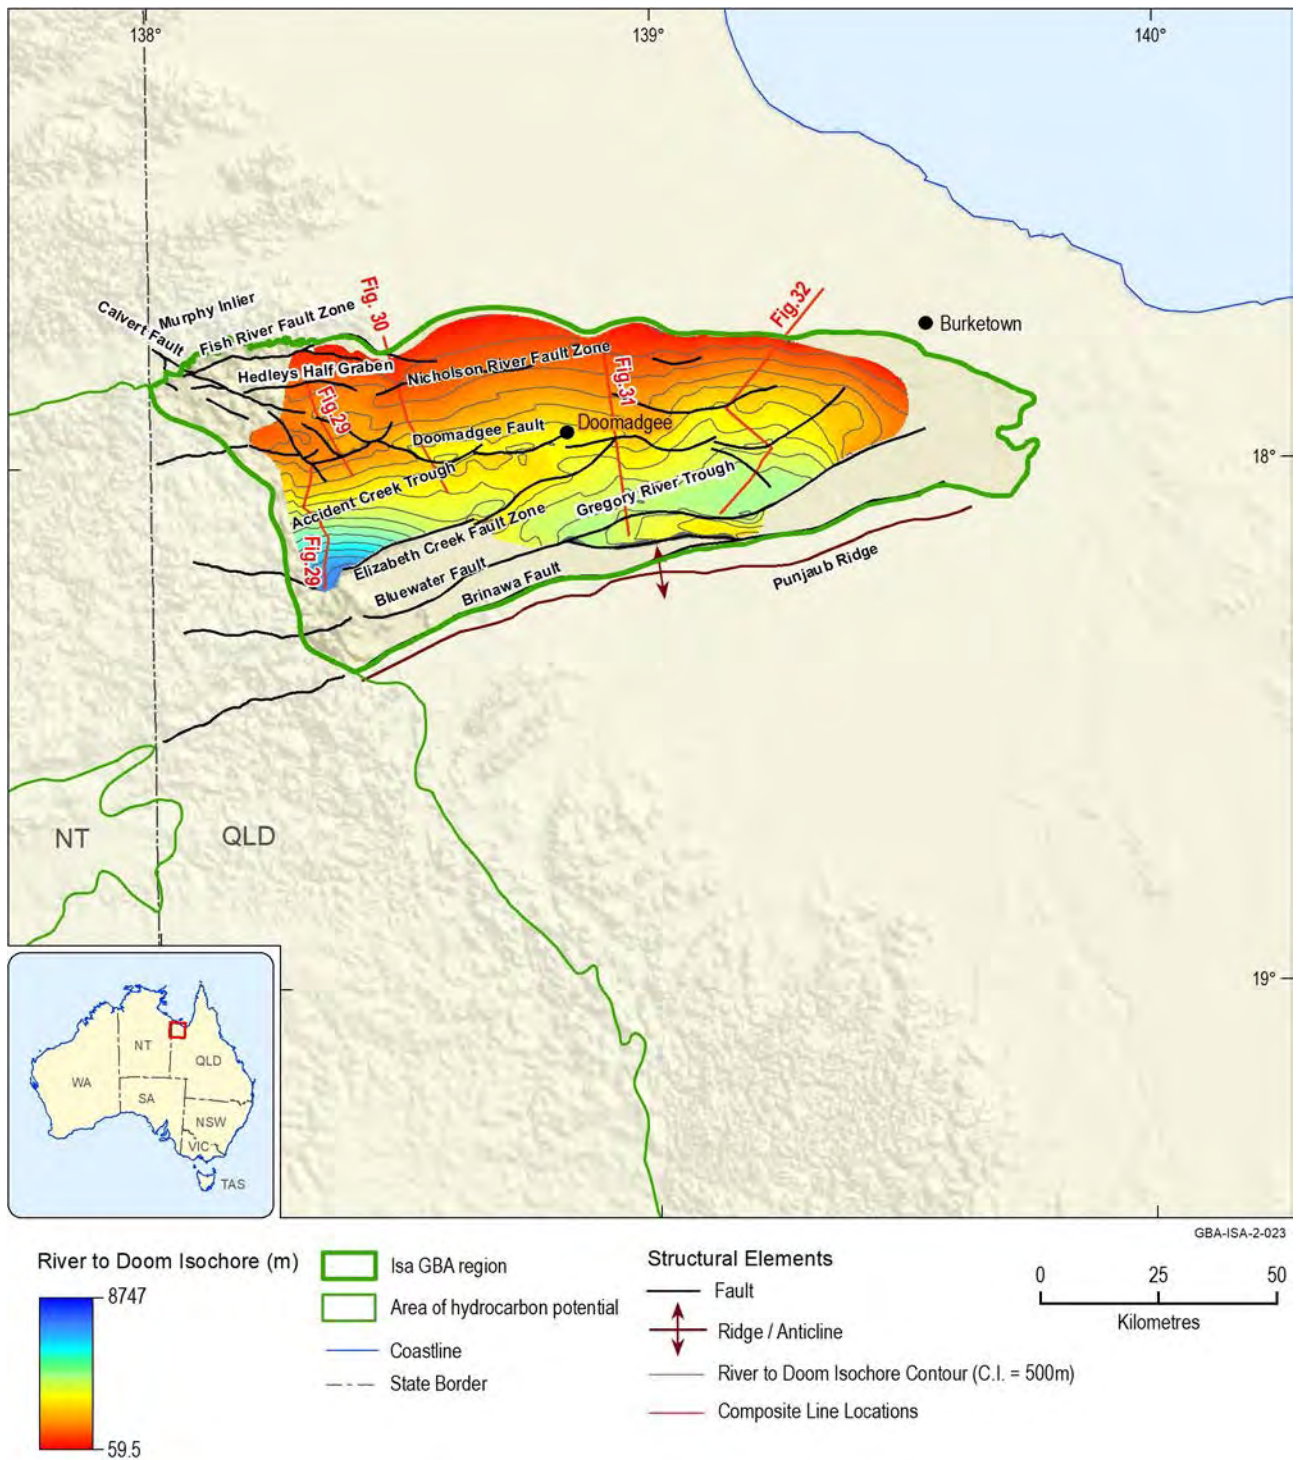 138°
139°
140°
Fig. 30
Fig.32
Murphy Inlier
Calvert Fault
Fish River Fault Zone
Burketown
Hedleys Half Graben
Nicholson River Fault Zone
Fig.31
Fig.29
Doomadgee Fault
Doomadgee
18°
Accident Creek Trough
Gregory River Trough
Elizabeth Creek Fault Zone
Fig.29
Bluewater Fault
Brinawa Fault
Punjaub Ridge
NT
QLD
19°
NT
QLD
WA
SA
NSW
VIC
TAS
GBA-ISA-2-023
River to Doom Isochore (m)
8747
59.5
Isa GBA region
Area of hydrocarbon potential
Coastline
State Border
Structural Elements
Fault
Ridge / Anticline
River to Doom Isochore Contour (C.I. = 500m)
Composite Line Locations
0 25 50
Kilometres